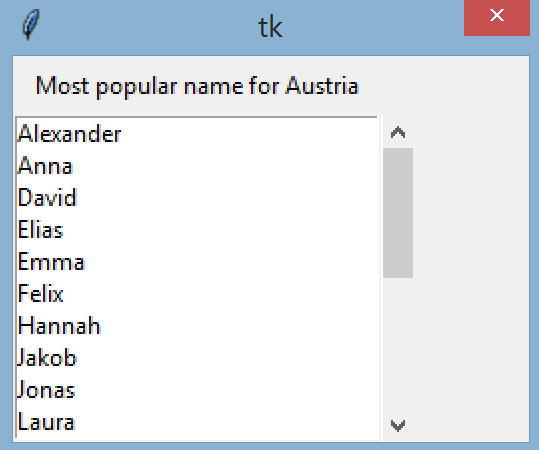 tk
Most popular name for Austria
Alexander
Anna
David
Elias
Emma
Felix
Hannah
Jakob
Jonas
Laura